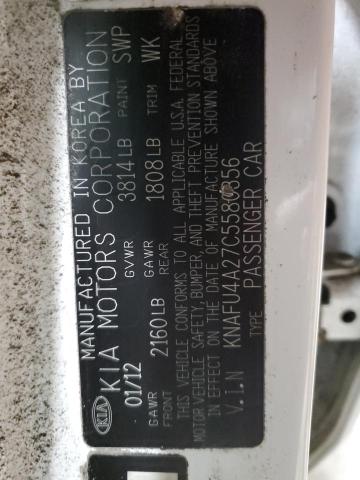 MANUFACTURED IN KOREA BY
KIA KIA MOTORS CORPORATION
01/12 GVWR 3814LB PAINT SWP
GAWR FRONT 2160LB GAWR REAR 1808LB TRIM WK
THIS VEHICLE CONFORMS TO ALL APPLICABLE U.S.A. FEDERAL
MOTOR VEHICLE SAFETY, BUMPER, AND THEFT PREVENTION STANDARDS
IN EFFECT ON THE DATE OF MANUFACTURE SHOWN ABOVE
V.I.N KNAFU4A27C5580856
TYPE PASSENGER CAR